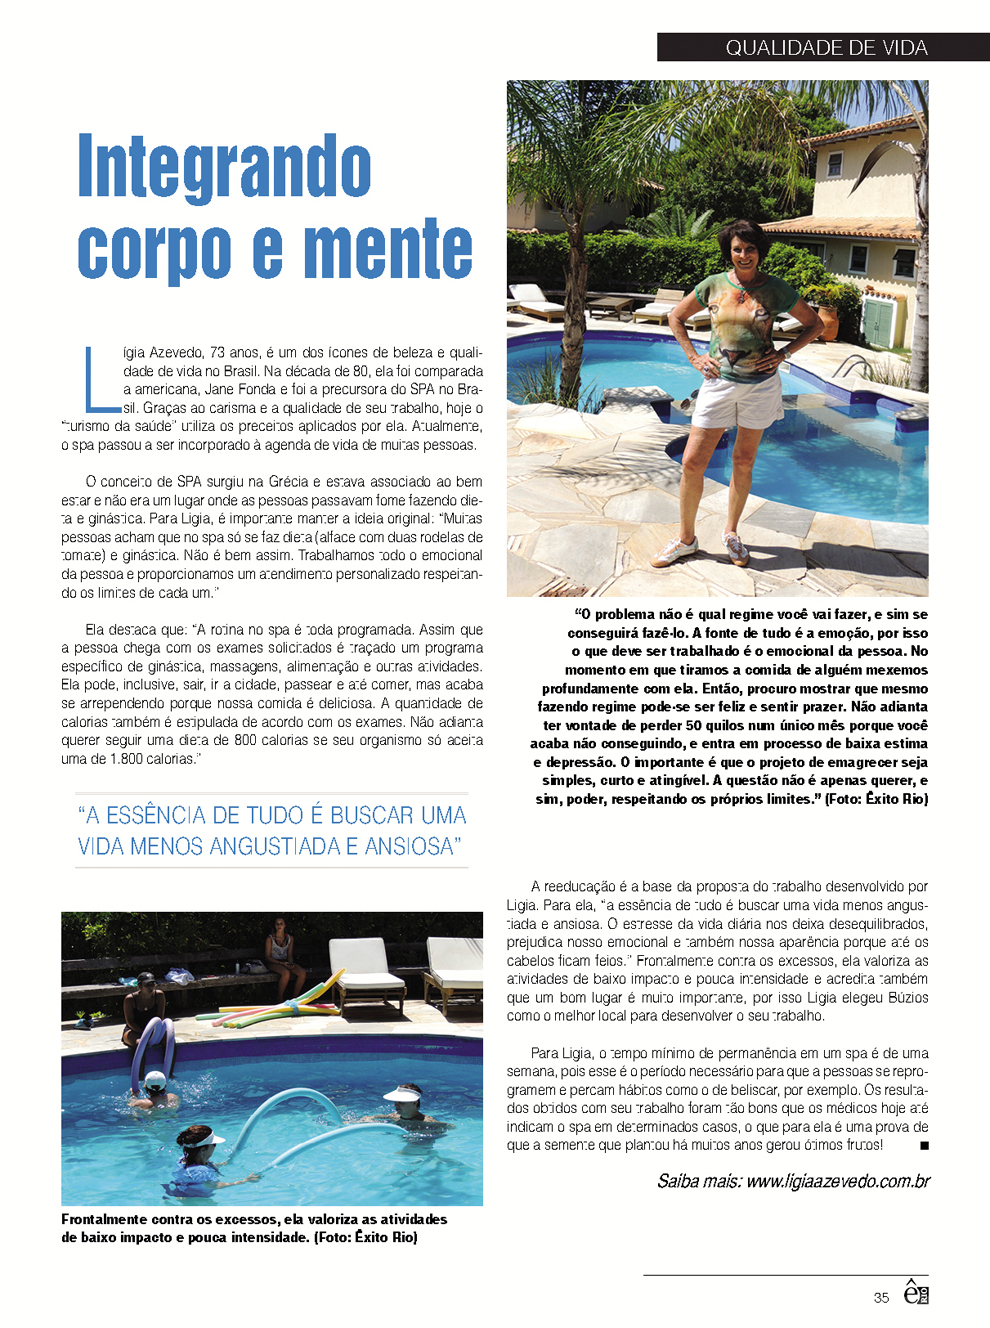 QUALIDADE DE VIDA
Integrando
corpo e mente
Lígia Azevedo, 73 anos, é um dos ícones de beleza e quali-
dade de vida no Brasil. Na década de 80, ela foi comparada
a americana, Jane Fonda e foi a precursora do SPA no Bra-
sil. Graças ao carisma e a qualidade de seu trabalho, hoje o
“turismo da saúde” utiliza os preceitos aplicados por ela. Atualmente,
o spa passou a ser incorporado à agenda de vida de muitas pessoas.
O conceito de SPA surgiu na Grécia e estava associado ao bem
estar e não era um lugar onde as pessoas passavam fome fazendo die-
ta e ginástica. Para Lígia, é importante manter a ideia original: “Muitas
pessoas acham que no spa só se faz dieta (alface com duas rodelas de
tomate) e ginástica. Não é bem assim. Trabalhamos todo o emocional
da pessoa e proporcionamos um atendimento personalizado respeitan-
do os limites de cada um.”
Ela destaca que: “A rotina no spa é toda programada. Assim que
a pessoa chega com os exames solicitados é traçado um programa
específico de ginástica, massagens, alimentação e outras atividades.
Ela pode, inclusive, sair, ir a cidade, passear e até comer, mas acaba
se arrependendo porque nossa comida é deliciosa. A quantidade de
calorias também é estipulada de acordo com os exames. Não adianta
querer seguir uma dieta de 800 calorias se seu organismo só aceita
uma de 1.800 calorias.”
“A ESSÊNCIA DE TUDO É BUSCAR UMA
VIDA MENOS ANGUSTIADA E ANSIOSA”
Frontalmente contra os excessos, ela valoriza as atividades
de baixo impacto e pouca intensidade. (Foto: Êxito Rio)
“O problema não é qual regime você vai fazer, e sim se
conseguirá fazê-lo. A fonte de tudo é a emoção, por isso
o que deve ser trabalhado é o emocional da pessoa. No
momento em que tiramos a comida de alguém mexemos
profundamente com ela. Então, procuro mostrar que mesmo
fazendo regime pode-se ser feliz e sentir prazer. Não adianta
ter vontade de perder 50 quilos num único mês porque você
acaba não conseguindo, e entra em processo de baixa estima
e depressão. O importante é que o projeto de emagrecer seja
simples, curto e atingível. A questão não é apenas querer, e
sim, poder, respeitando os próprios limites.” (Foto: Êxito Rio)
A reeducação é a base da proposta do trabalho desenvolvido por
Ligia. Para ela, “a essência de tudo é buscar uma vida menos angus-
tiada e ansiosa. O estresse da vida diária nos deixa desequilibrados,
prejudica nosso emocional e também nossa aparência porque até os
cabelos ficam feios.” Frontalmente contra os excessos, ela valoriza as
atividades de baixo impacto e pouca intensidade e acredita também
que um bom lugar é muito importante, por isso Ligia elegeu Búzios
como o melhor local para desenvolver o seu trabalho.
Para Ligia, o tempo mínimo de permanência em um spa é de uma
semana, pois esse é o período necessário para que a pessoas se repro-
gramem e percam hábitos como o de beliscar, por exemplo. Os resulta-
dos obtidos com seu trabalho foram tão bons que os médicos hoje até
indicam o spa em determinados casos, o que para ela é uma prova de
que a semente que plantou há muitos anos gerou ótimos frutos!
Saiba mais: www.ligiaazevedo.com.br
35 ê